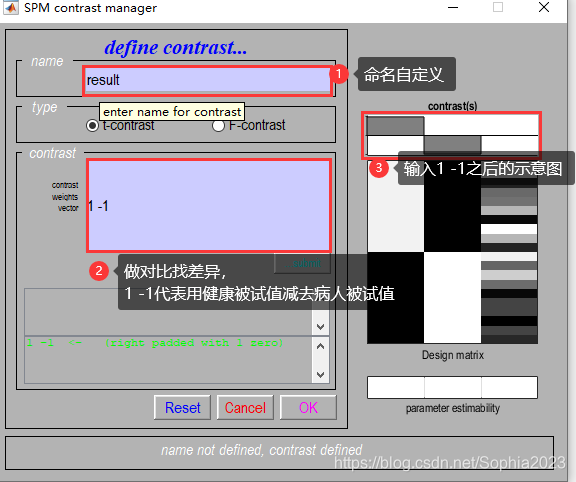 SPM contrast manager
define contrast...
name
result
1 命名自定义
type
enter name for contrast
t-contrast
F-contrast
contrast(s)
contrast
contrast
weights
vector
1 -1
3 输入1 -1之后的示意图
2 做对比找差异，
1 -1代表用健康被试值减去病人被试值
1 -1 <- (right padded with 1 zero)
Design matrix
Reset
Cancel
OK
parameter estimability
name not defined, contrast defined
https://blog.csdn.net/Sophia2023